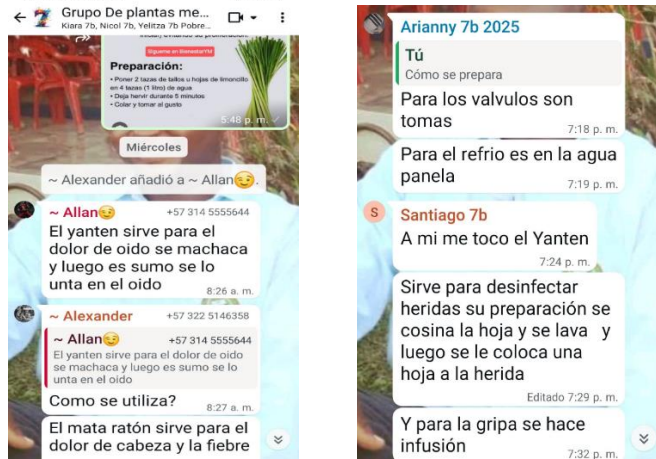 Grupo De plantas me...
Kiara 7b, Nicol 7b, Yelitza 7b Pobre...
Sígueme en BienestarYM
Preparación:
• Poner 2 tazas de tallos u hojas de limoncillo
en 4 tazas (1 litro) de agua
• Deja hervir durante 5 minutos
• Colar y tomar al gusto
5:48 p. m.
Miércoles
~ Alexander añadió a ~ Allan😉.
~ Allan😉 +57 314 5555644
El yanten sirve para el
dolor de oido se machaca
y luego es sumo se lo
unta en el oido
8:26 a. m.
~ Alexander +57 322 5146358
~ Allan😉 +57 314 5555644
El yanten sirve para el dolor de oido
se machaca y luego es sumo se lo
unta en el oido
Como se utiliza?
8:27 a. m.
El mata ratón sirve para el
dolor de cabeza y la fiebre
Arianny 7b 2025
Tú
Cómo se prepara
Para los valvulos son
tomas
7:18 p. m.
Para el refrio es en la agua
panela
7:19 p. m.
S
Santiago 7b
A mi me toco el Yanten
7:24 p. m.
Sirve para desinfectar
heridas su preparación se
cosina la hoja y se lava y
luego se le coloca una
hoja a la herida
Editado 7:29 p. m.
Y para la gripa se hace
infusión
7:32 p. m.